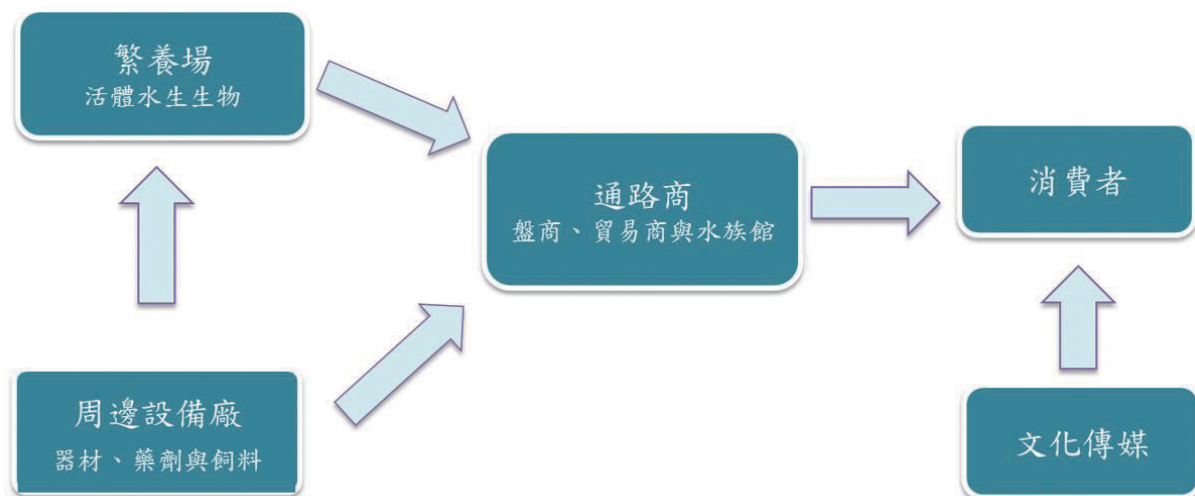 繁養場
活體水生生物
通路商
盤商、貿易商與水族館
消費者
周邊設備廠
器材、藥劑與飼料
文化傳媒